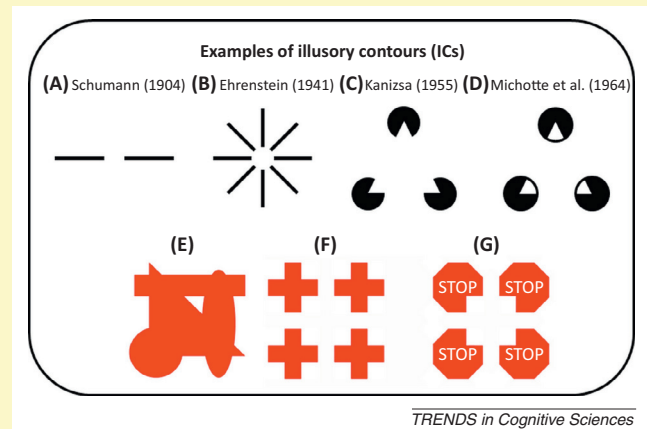 Examples of illusory contours (ICs)
(A) Schumann (1904) (B) Ehrenstein (1941) (C) Kanizsa (1955) (D) Michotte et al. (1964)
(E) (F) (G)
STOP STOP
STOP STOP
TRENDS in Cognitive Sciences